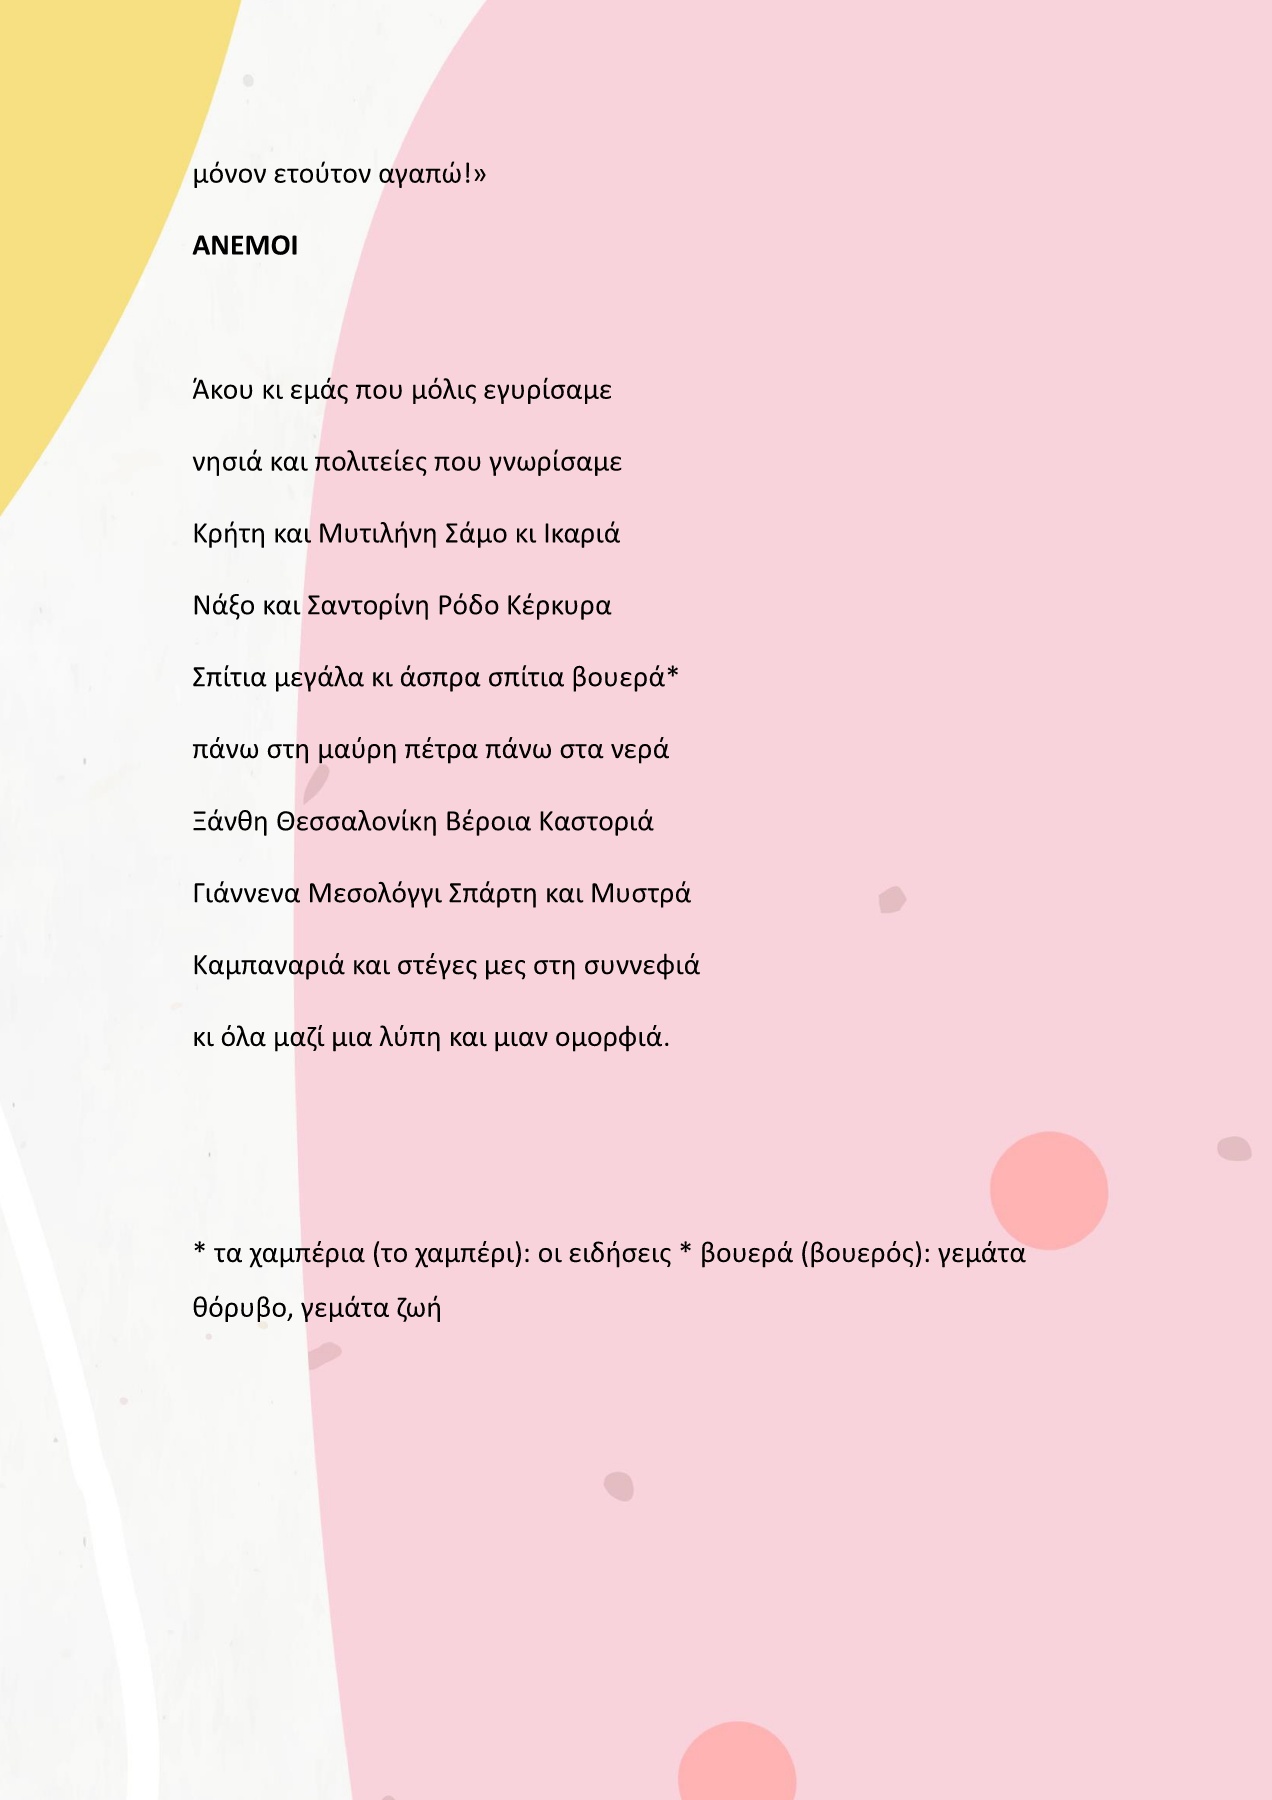 μόνον ετούτον αγαπώ!»
ΑΝΕΜΟΙ
Άκου κι εμάς που μόλις εγυρίσαμε
νησιά και πολιτείες που γνωρίσαμε
Κρήτη και Μυτιλήνη Σάμο κι Ικαριά
Νάξο και Σαντορίνη Ρόδο Κέρκυρα
Σπίτια μεγάλα κι άσπρα σπίτια βουερά*
πάνω στη μαύρη πέτρα πάνω στα νερά
Ξάνθη Θεσσαλονίκη Βέροια Καστοριά
Γιάννενα Μεσολόγγι Σπάρτη και Μυστρά
Καμπαναριά και στέγες μες στη συννεφιά
κι όλα μαζί μια λύπη και μιαν ομορφιά.
* τα χαμπέρια (το χαμπέρι): οι ειδήσεις * βουερά (βουερός): γεμάτα
θόρυβο, γεμάτα ζωή